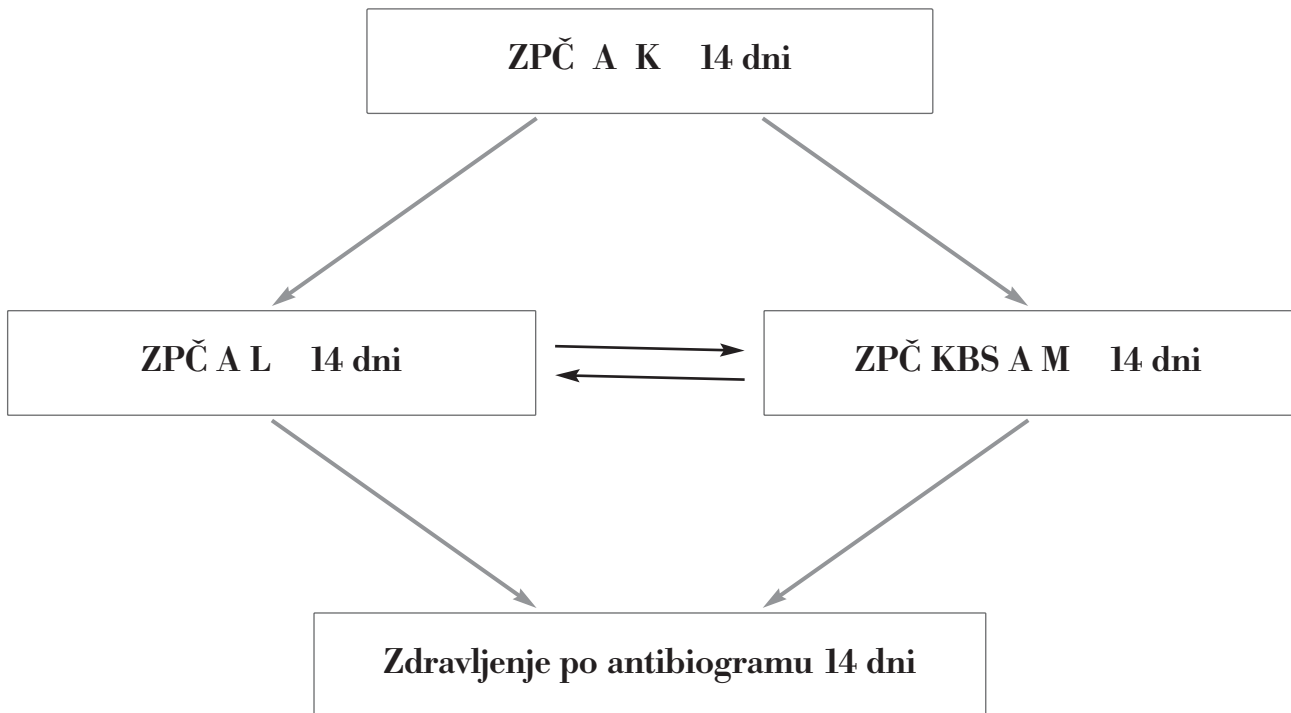 ZPČ A K 14 dni
ZPČ A L 14 dni
ZPČ KBS A M 14 dni
Zdravljenje po antibiogramu 14 dni